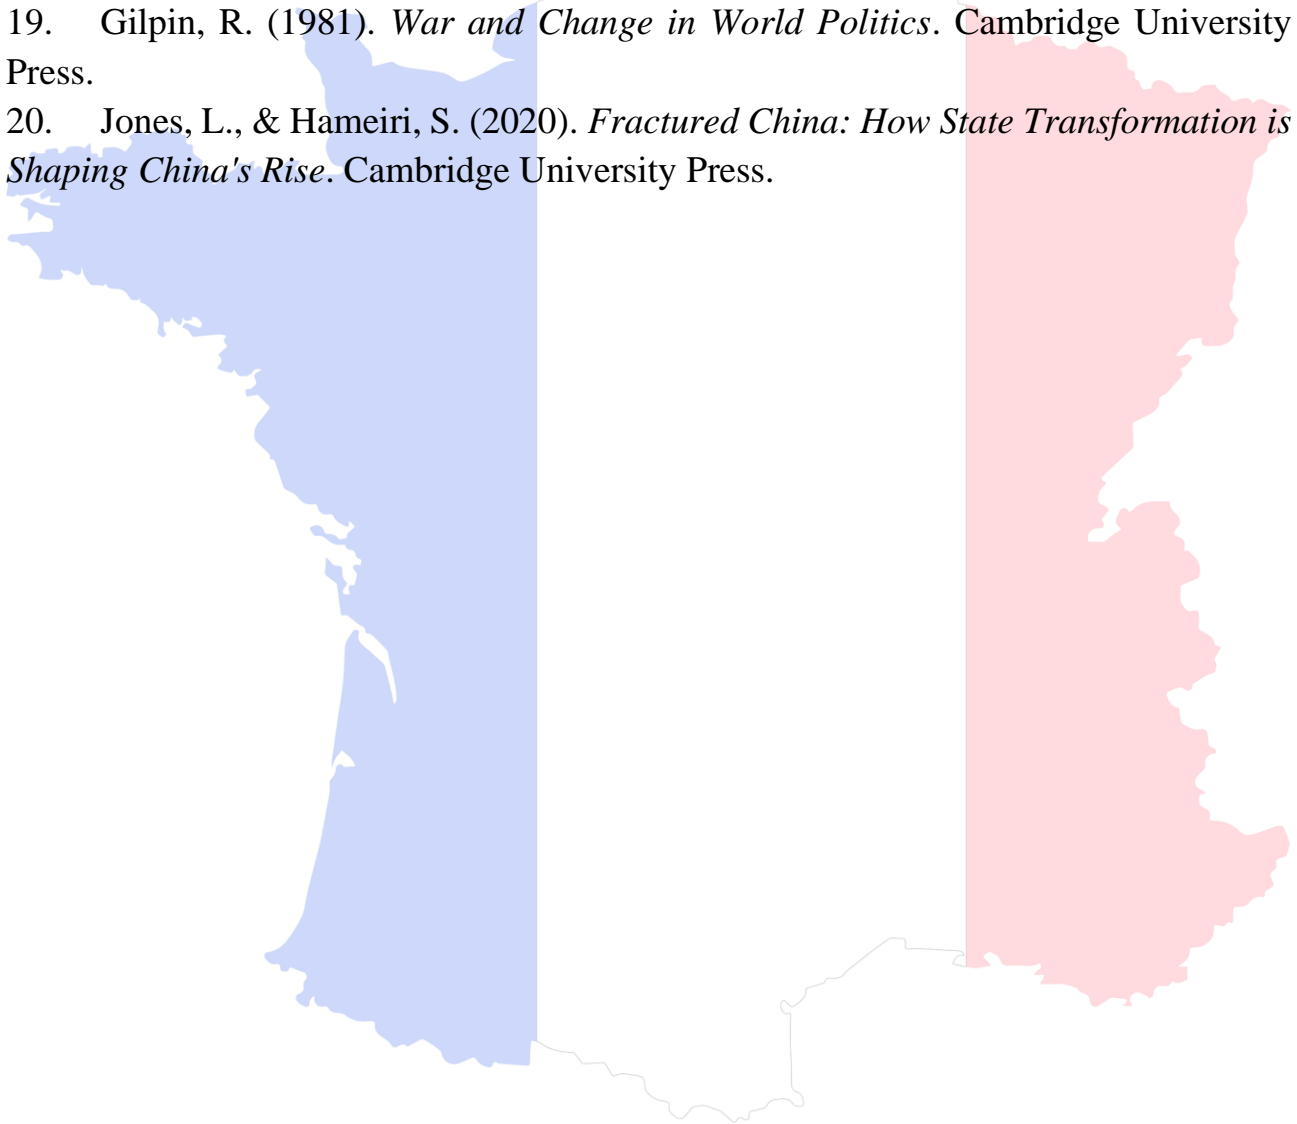 19. Gilpin, R. (1981). War and Change in World Politics. Cambridge University
Press.
20. Jones, L., & Hameiri, S. (2020). Fractured China: How State Transformation is
Shaping China's Rise. Cambridge University Press.